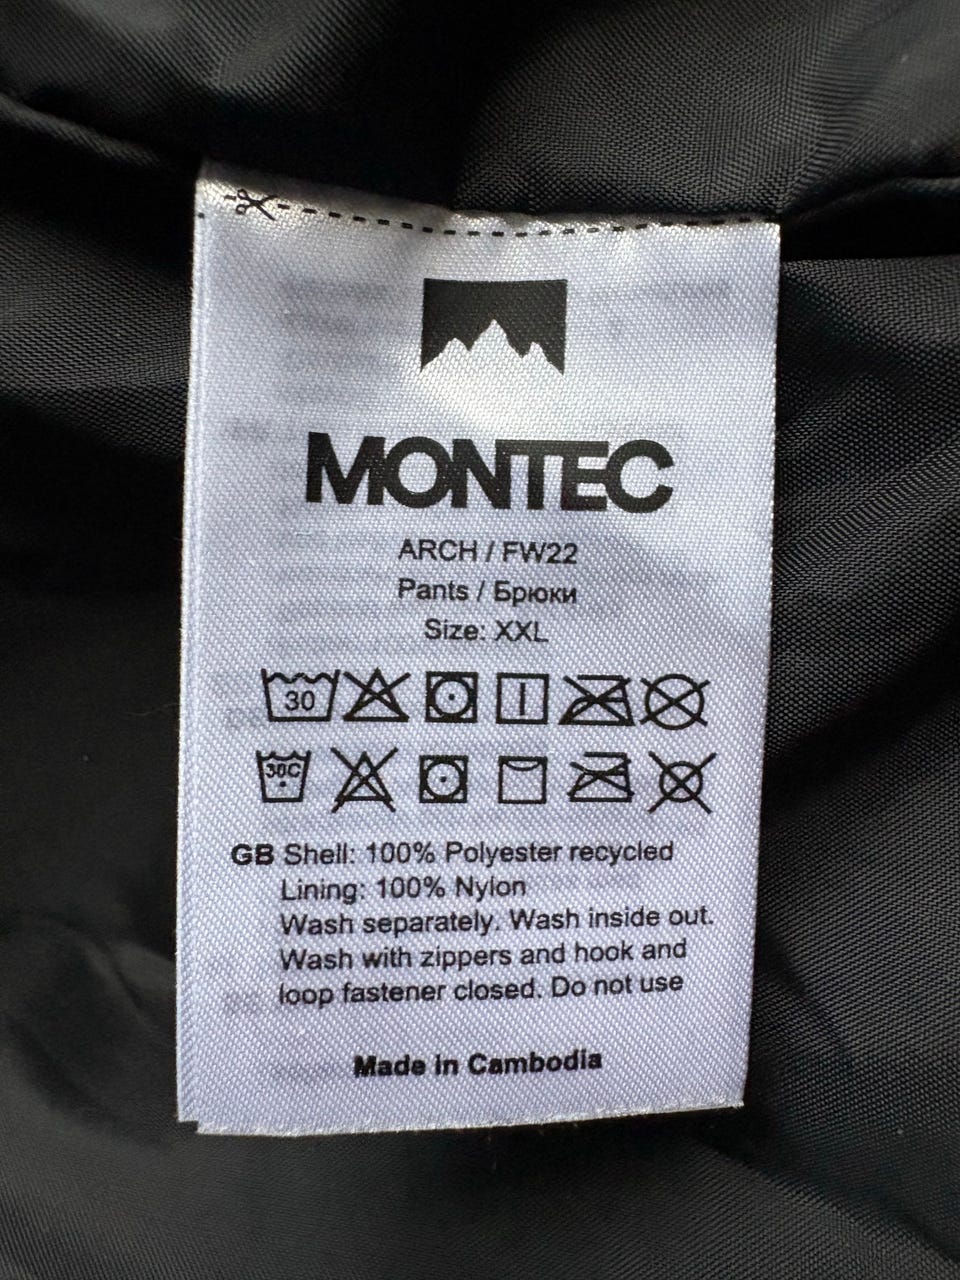 MONTEC
ARCH / FW22
Pants / Брюки
Size: XXL
30
30C
GB Shell: 100% Polyester recycled
Lining: 100% Nylon
Wash separately. Wash inside out.
Wash with zippers and hook and
loop fastener closed. Do not use
Made in Cambodia